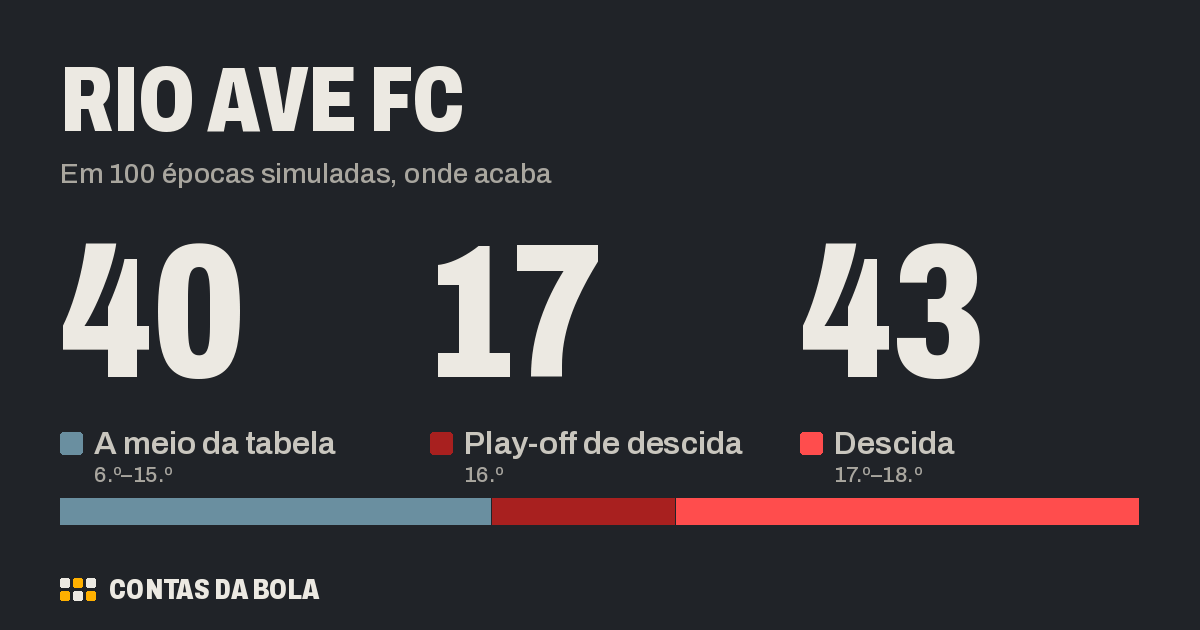 RIO AVE FC
Em 100 épocas simuladas, onde acaba
40 17 43
A meio da tabela Play-off de descida Descida
6.º–15.º 16.º 17.º–18.º
CONTAS DA BOLA